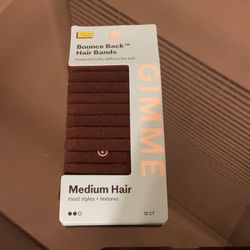 Bounce Back™
Hair Bands
Powerful hold, without the pull.
GIMME
Medium Hair
most styles + textures
12 CT